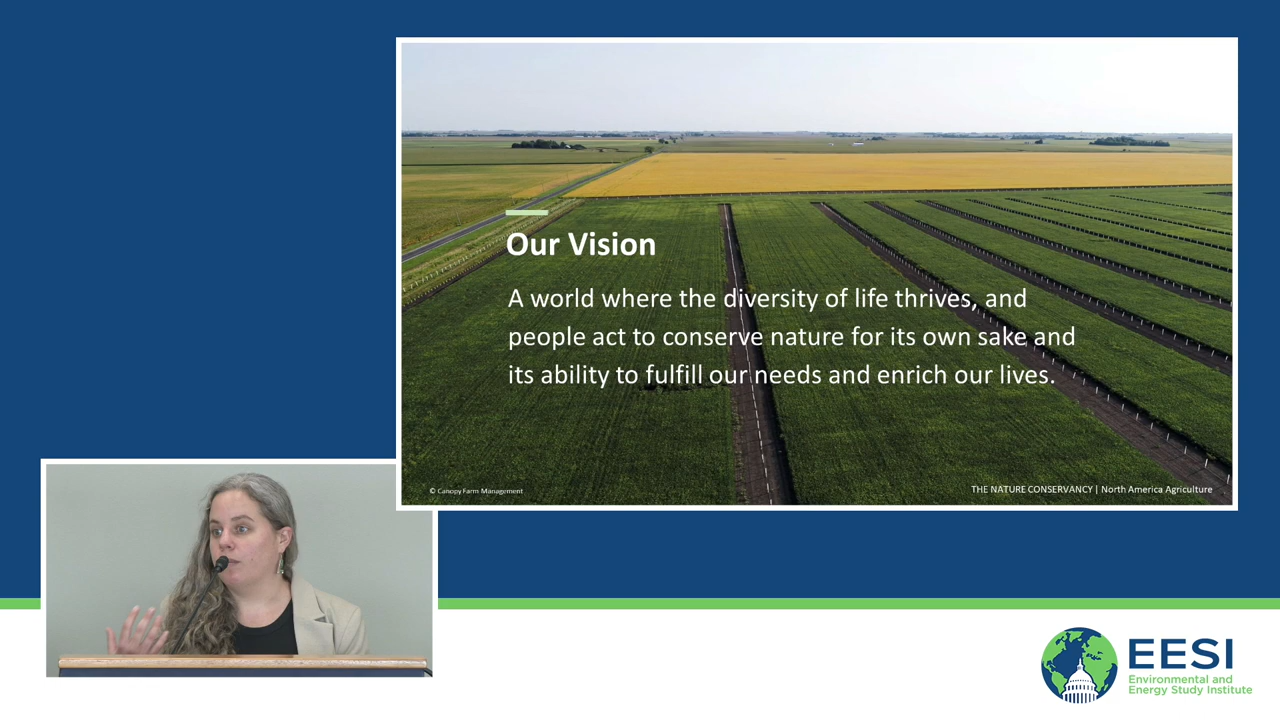 Our Vision
A world where the diversity of life thrives, and
people act to conserve nature for its own sake and
its ability to fulfill our needs and enrich our lives.
© Canopy Farm Management
THE NATURE CONSERVANCY | North America Agriculture
EESI
Environmental and
Energy Study Institute